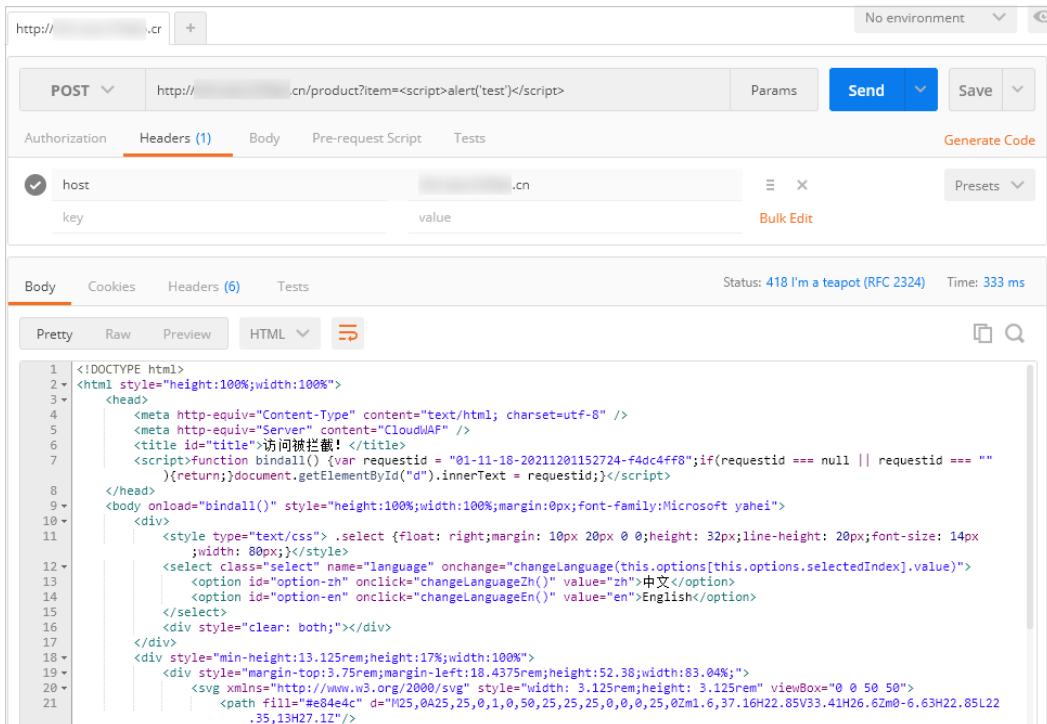 http:// .cr +
No environment
POST http:// .cn/product?item=<script>alert('test')</script> Params Send Save
Authorization Headers (1) Body Pre-request Script Tests Generate Code
host .cn Presets
key value Bulk Edit
Body Cookies Headers (6) Tests Status: 418 I'm a teapot (RFC 2324) Time: 333 ms
Pretty Raw Preview HTML
1 <!DOCTYPE html>
2 <html style="height:100%;width:100%">
3 <head>
4 <meta http-equiv="Content-Type" content="text/html; charset=utf-8" />
5 <meta http-equiv="Server" content="CloudWAF" />
6 <title id="title">访问被拦截！</title>
7 <script>function bindall() {var requestid = "01-11-18-20211201152724-f4dc4ff8";if(requestid === null || requestid === ""
){return;}document.getElementById("d").innerText = requestid;}</script>
8 </head>
9 <body onload="bindall()" style="height:100%;width:100%;margin:0px;font-family:Microsoft yahei">
10 <div>
11 <style type="text/css"> .select {float: right;margin: 10px 20px 0 0;height: 32px;line-height: 20px;font-size: 14px
;width: 80px;}</style>
12 <select class="select" name="language" onchange="changeLanguage(this.options[this.options.selectedIndex].value)">
13 <option id="option-zh" onclick="changeLanguageZh()" value="zh">中文</option>
14 <option id="option-en" onclick="changeLanguageEn()" value="en">English</option>
15 </select>
16 <div style="clear: both;"></div>
17 </div>
18 <div style="min-height:13.125rem;height:17%;width:100%">
19 <div style="margin-top:3.75rem;margin-left:18.4375rem;height:52.38;width:83.04%;">
20 <svg xmlns="http://www.w3.org/2000/svg" style="width: 3.125rem;height: 3.125rem" viewBox="0 0 50 50">
21 <path fill="#e84e4c" d="M25,0A25,25,0,1,0,50,25,25,25,0,0,0,25,0Zm1.6,37.16H22.85V33.41H26.6Zm0-6.63H22.85L22
.35,13H27.1Z"/>